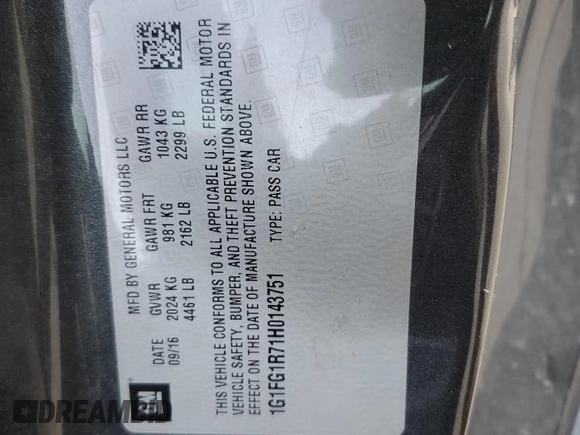 GM
MFD BY GENERAL MOTORS LLC
DATE GVWR GAWR FRT GAWR RR
09/16 2024 KG 981 KG 1043 KG
4461 LB 2162 LB 2299 LB
THIS VEHICLE CONFORMS TO ALL APPLICABLE U.S. FEDERAL MOTOR
VEHICLE SAFETY, BUMPER, AND THEFT PREVENTION STANDARDS IN
EFFECT ON THE DATE OF MANUFACTURE SHOWN ABOVE.
1G1FG1R71H0143751 TYPE: PASS CAR
DREAMBID